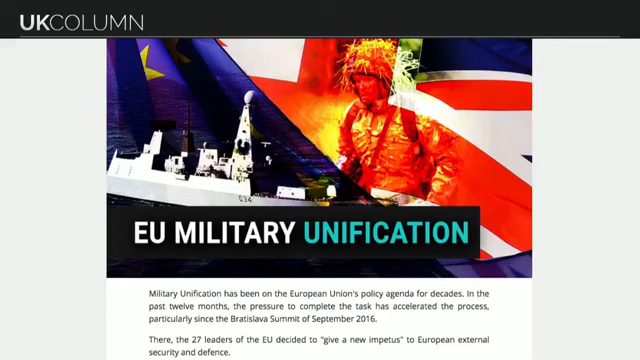 UKCOLUMN
D34
EU MILITARY UNIFICATION
Military Unification has been on the European Union's policy agenda for decades. In the
past twelve months, the pressure to complete the task has accelerated the process,
particularly since the Bratislava Summit of September 2016.
There, the 27 leaders of the EU decided to "give a new impetus" to European external
security and defence.